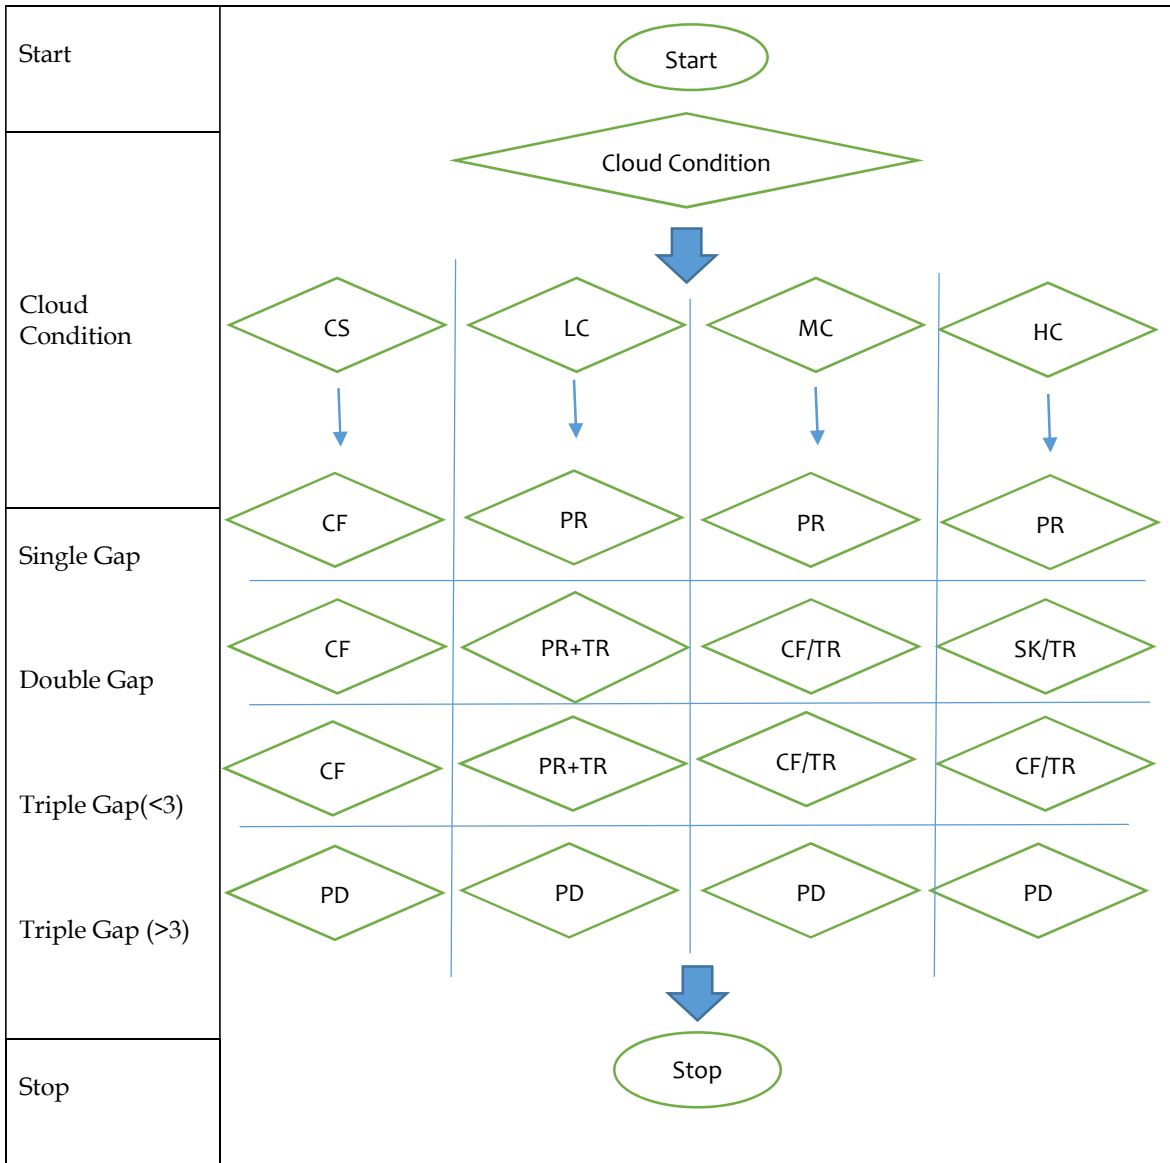 Start
Start
Cloud Condition
Cloud
Condition
CS
LC
MC
HC
CF
PR
PR
PR
Single Gap
CF
PR+TR
CF/TR
SK/TR
Double Gap
CF
PR+TR
CF/TR
CF/TR
Triple Gap(<3)
PD
PD
PD
PD
Triple Gap (>3)
Stop
Stop